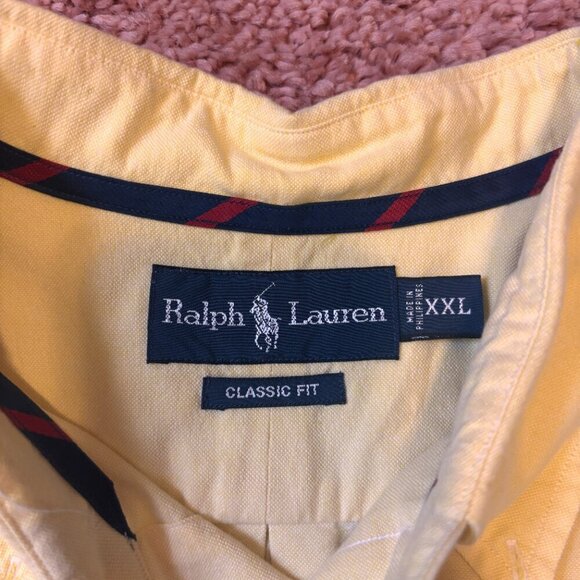 Ralph Lauren
MADE IN
PHILIPPINES
XXL
CLASSIC FIT